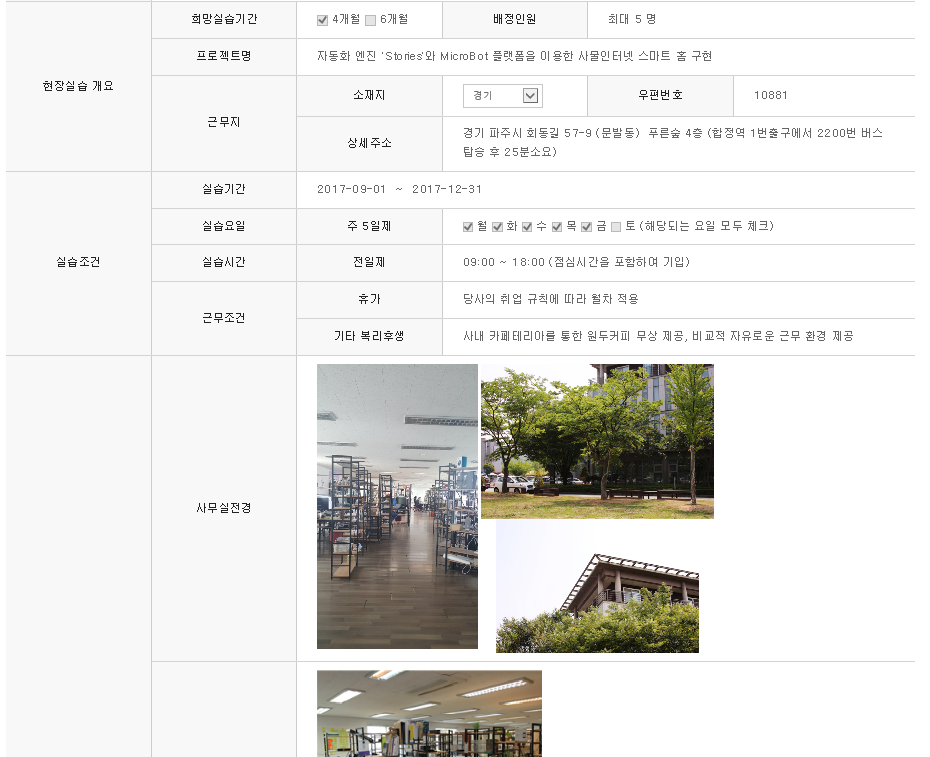 희망실습기간 4개월 6개월 배정인원 최대 5 명
프로젝트명 자동화 엔진 'Stories'와 MicroBot 플랫폼을 이용한 사물인터넷 스마트 홈 구현
현장실습 개요
근무지 소재지 경기 우편번호 10881
상세주소 경기 파주시 회동길 57-9 (문발동) 푸른숲 4층 (합정역 1번출구에서 2200번 버스
탑승 후 25분소요)
실습조건
실습기간 2017-09-01 ~ 2017-12-31
실습요일 주 5일제 월 화 수 목 금 토 (해당되는 요일 모두 체크)
실습시간 전일제 09:00 ~ 18:00 (점심시간을 포함하여 기입)
근무조건 휴가 당사의 취업 규칙에 따라 월차 적용
기타 복리후생 사내 카페테리아를 통한 원두커피 무상 제공, 비교적 자유로운 근무 환경 제공
사무실전경